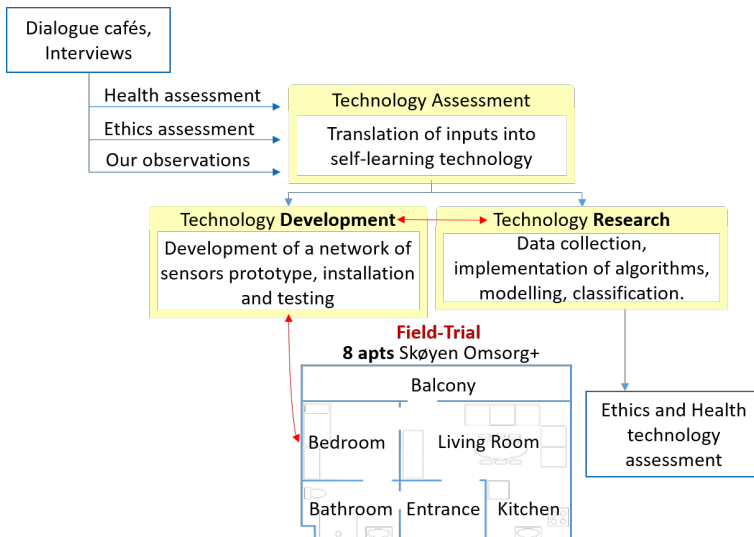 Dialogue cafés,
Interviews
Health assessment
Ethics assessment
Our observations
Technology Assessment
Translation of inputs into
self-learning technology
Technology Development
Development of a network of
sensors prototype, installation
and testing
Technology Research
Data collection,
implementation of algorithms,
modelling, classification.
Field-Trial
8 apts Skøyen Omsorg+
Balcony
Bedroom
Living Room
Bathroom
Entrance
Kitchen
Ethics and Health
technology
assessment